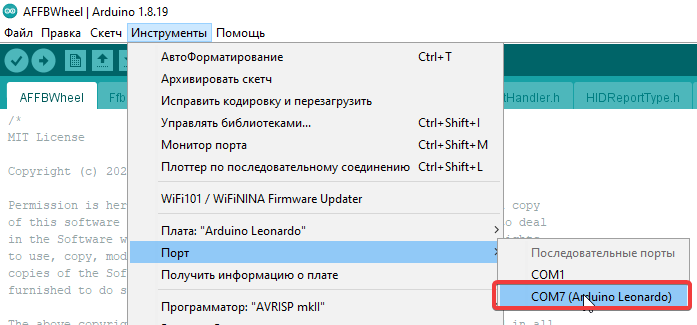 AFFBWheel | Arduino 1.8.19
Файл Правка Скетч Инструменты Помощь
АвтоФорматирование Ctrl+T
Архивировать скетч
Исправить кодировку и перезагрузить
Управлять библиотеками... Ctrl+Shift+I
Монитор порта Ctrl+Shift+M
Плоттер по последовательному соединению Ctrl+Shift+L
WiFi101 / WiFiNINA Firmware Updater
Плата: "Arduino Leonardo"
Порт
Получить информацию о плате
Программатор: "AVRISP mkII"
Последовательные порты
COM1
COM7 (Arduino Leonardo)
AFFBWheel Ffb tHandler.h HIDReportType.h
/*
MIT License
Copyright (c) 202
Permission is here copy
of this software o deal
in the Software w
to use, copy, mod
copies of the Sof
furnished to do s
The above copyrig in all